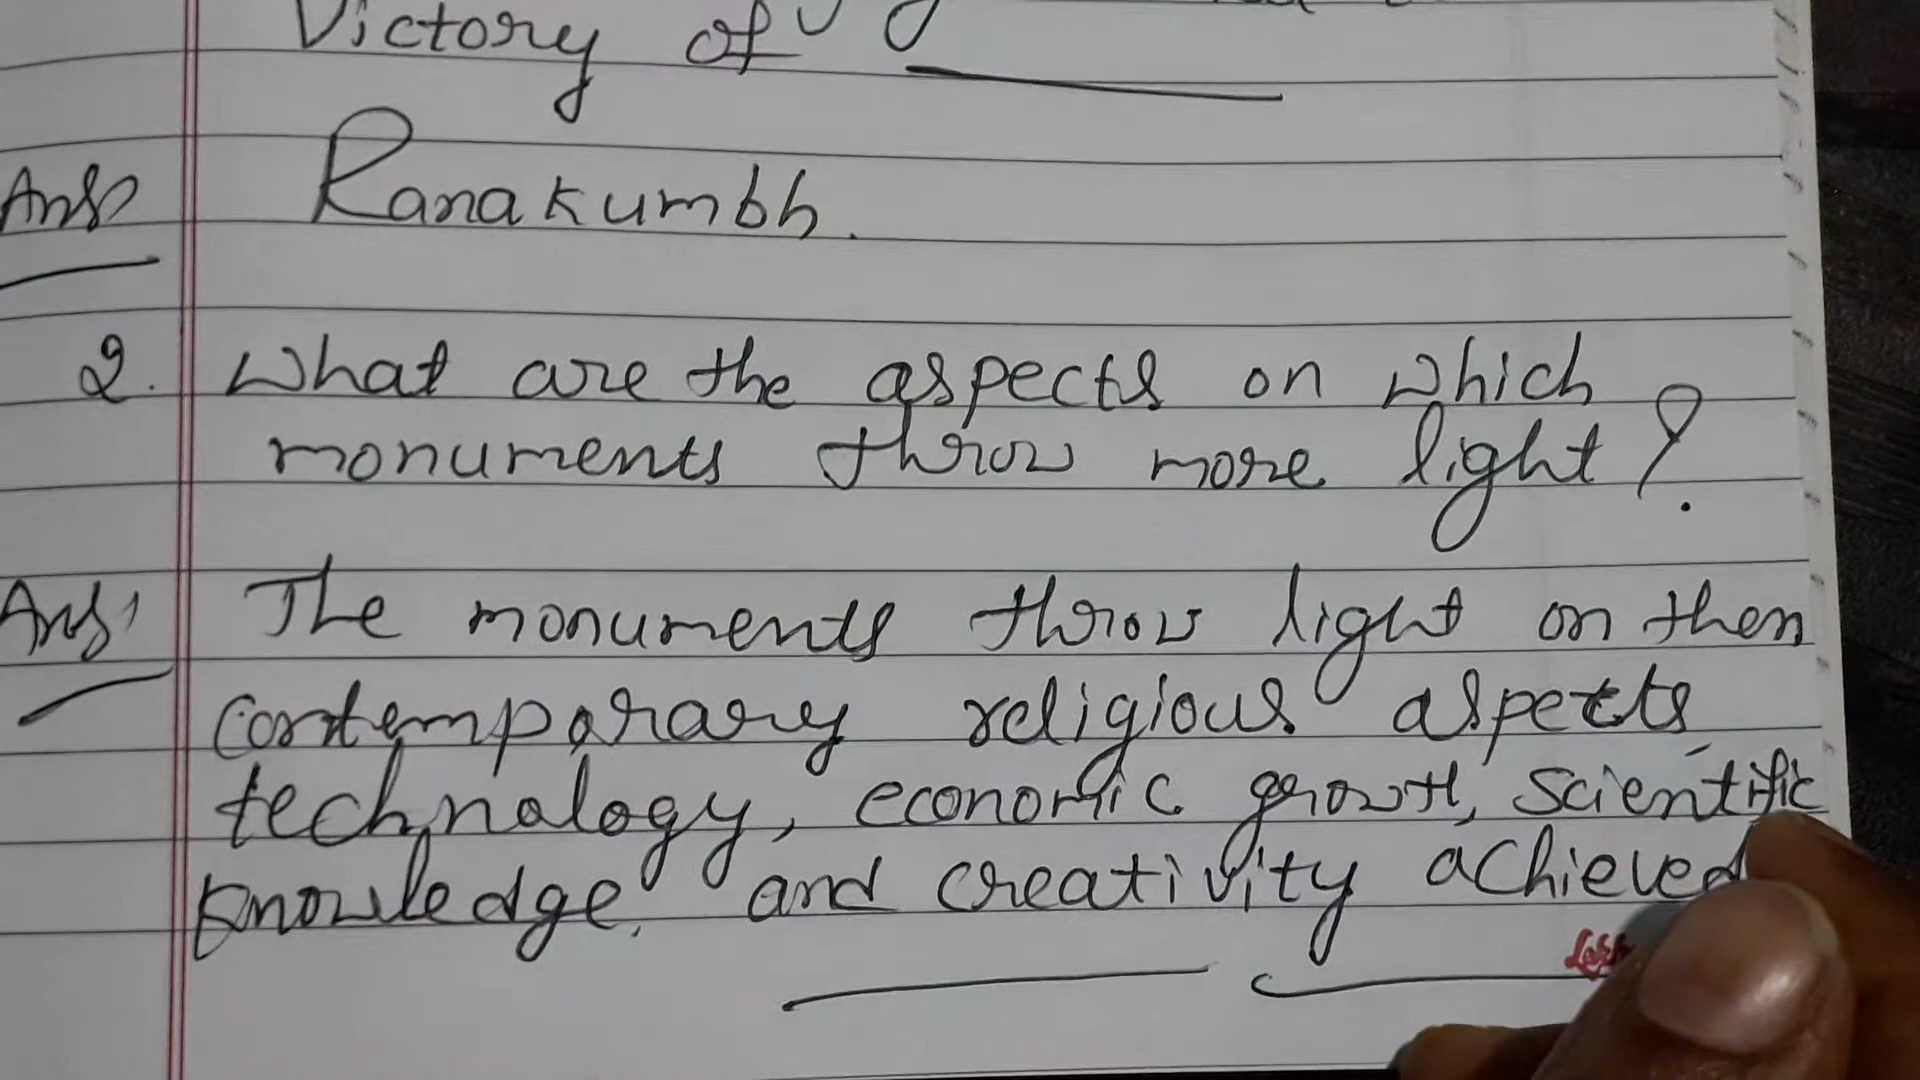 Victory of
Ans
Ranakumbh.
2. What are the aspects on which
monuments throw more light?
Ans
The monuments throw light on then
contemporary religious aspects,
technology, economic growth, scientific
knowledge, and creativity achieved